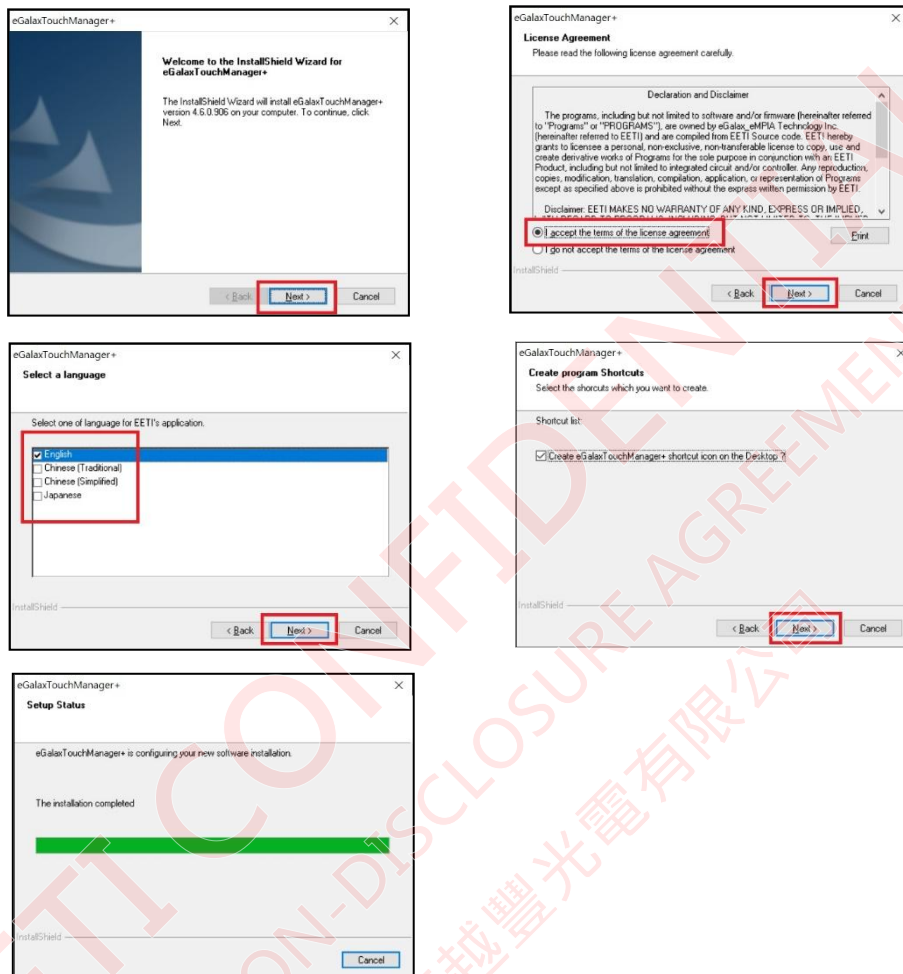 eGalaxTouchManager+
Welcome to the InstallShield Wizard for
eGalaxTouchManager+
The InstallShield Wizard will install eGalaxTouchManager+
version 4.6.0.906 on your computer. To continue, click
Next.
< Back
Next >
Cancel
eGalaxTouchManager+
License Agreement
Please read the following license agreement carefully.
Declaration and Disclaimer
The programs, including but not limited to software and/or firmware (hereinafter referred
to "Programs" or "PROGRAMS"), are owned by eGalax_eMPIA Technology Inc.
(hereinafter referred to EETI) and are compiled from EETI Source code. EETI hereby
grants to licensee a personal, non-exclusive, non-transferable license to copy, use and
create derivative works of Programs for the sole purpose in conjunction with an EETI
Product, including but not limited to integrated circuit and/or controller. Any reproduction,
copies, modification, translation, compilation, application, or representation of Programs
except as specified above is prohibited without the express written permission by EETI.
Disclaimer: EETI MAKES NO WARRANTY OF ANY KIND, EXPRESS OR IMPLIED,
I accept the terms of the license agreement
I do not accept the terms of the license agreement
Print
InstallShield
< Back
Next >
Cancel
eGalaxTouchManager+
Select a language
Select one of language for EETI's application.
English
Chinese (Traditional)
Chinese (Simplified)
Japanese
InstallShield
< Back
Next >
Cancel
eGalaxTouchManager+
Create program Shortcuts
Select the shorcuts which you want to create.
Shortcut list:
Create eGalaxTouchManager+ shortcut icon on the Desktop ?
InstallShield
< Back
Next >
Cancel
eGalaxTouchManager+
Setup Status
eGalaxTouchManager+ is configuring your new software installation.
The installation completed
InstallShield
Cancel
ETI CONFIDENTIAL
ON-DISCLOSURE AGREEMEN
越豐光電有限公司